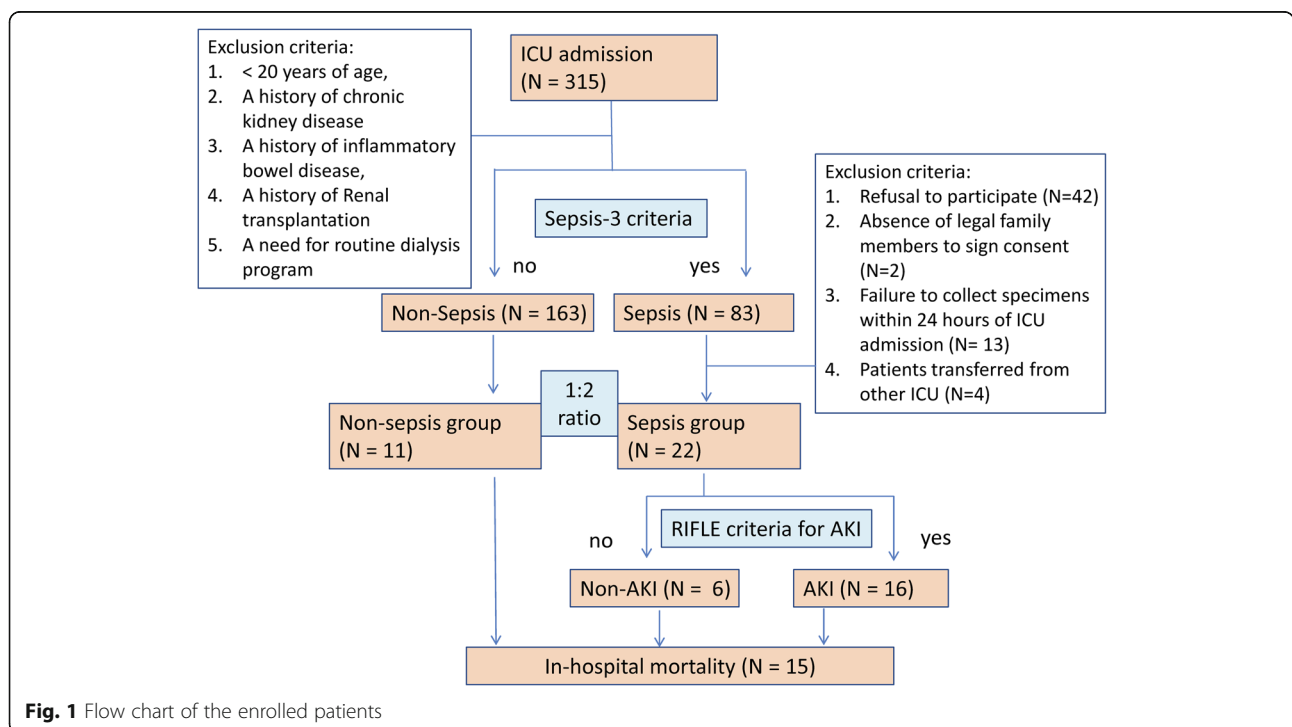 Exclusion criteria:
1. < 20 years of age,
2. A history of chronic
kidney disease
3. A history of inflammatory
bowel disease,
4. A history of Renal
transplantation
5. A need for routine dialysis
program
ICU admission
(N = 315)
Sepsis-3 criteria
no
yes
Non-Sepsis (N = 163)
Sepsis (N = 83)
Exclusion criteria:
1. Refusal to participate (N=42)
2. Absence of legal family
members to sign consent
(N=2)
3. Failure to collect specimens
within 24 hours of ICU
admission (N= 13)
4. Patients transferred from
other ICU (N=4)
1:2
ratio
Non-sepsis group
(N = 11)
Sepsis group
(N = 22)
RIFLE criteria for AKI
no
yes
Non-AKI (N = 6)
AKI (N = 16)
In-hospital mortality (N = 15)
Fig. 1 Flow chart of the enrolled patients